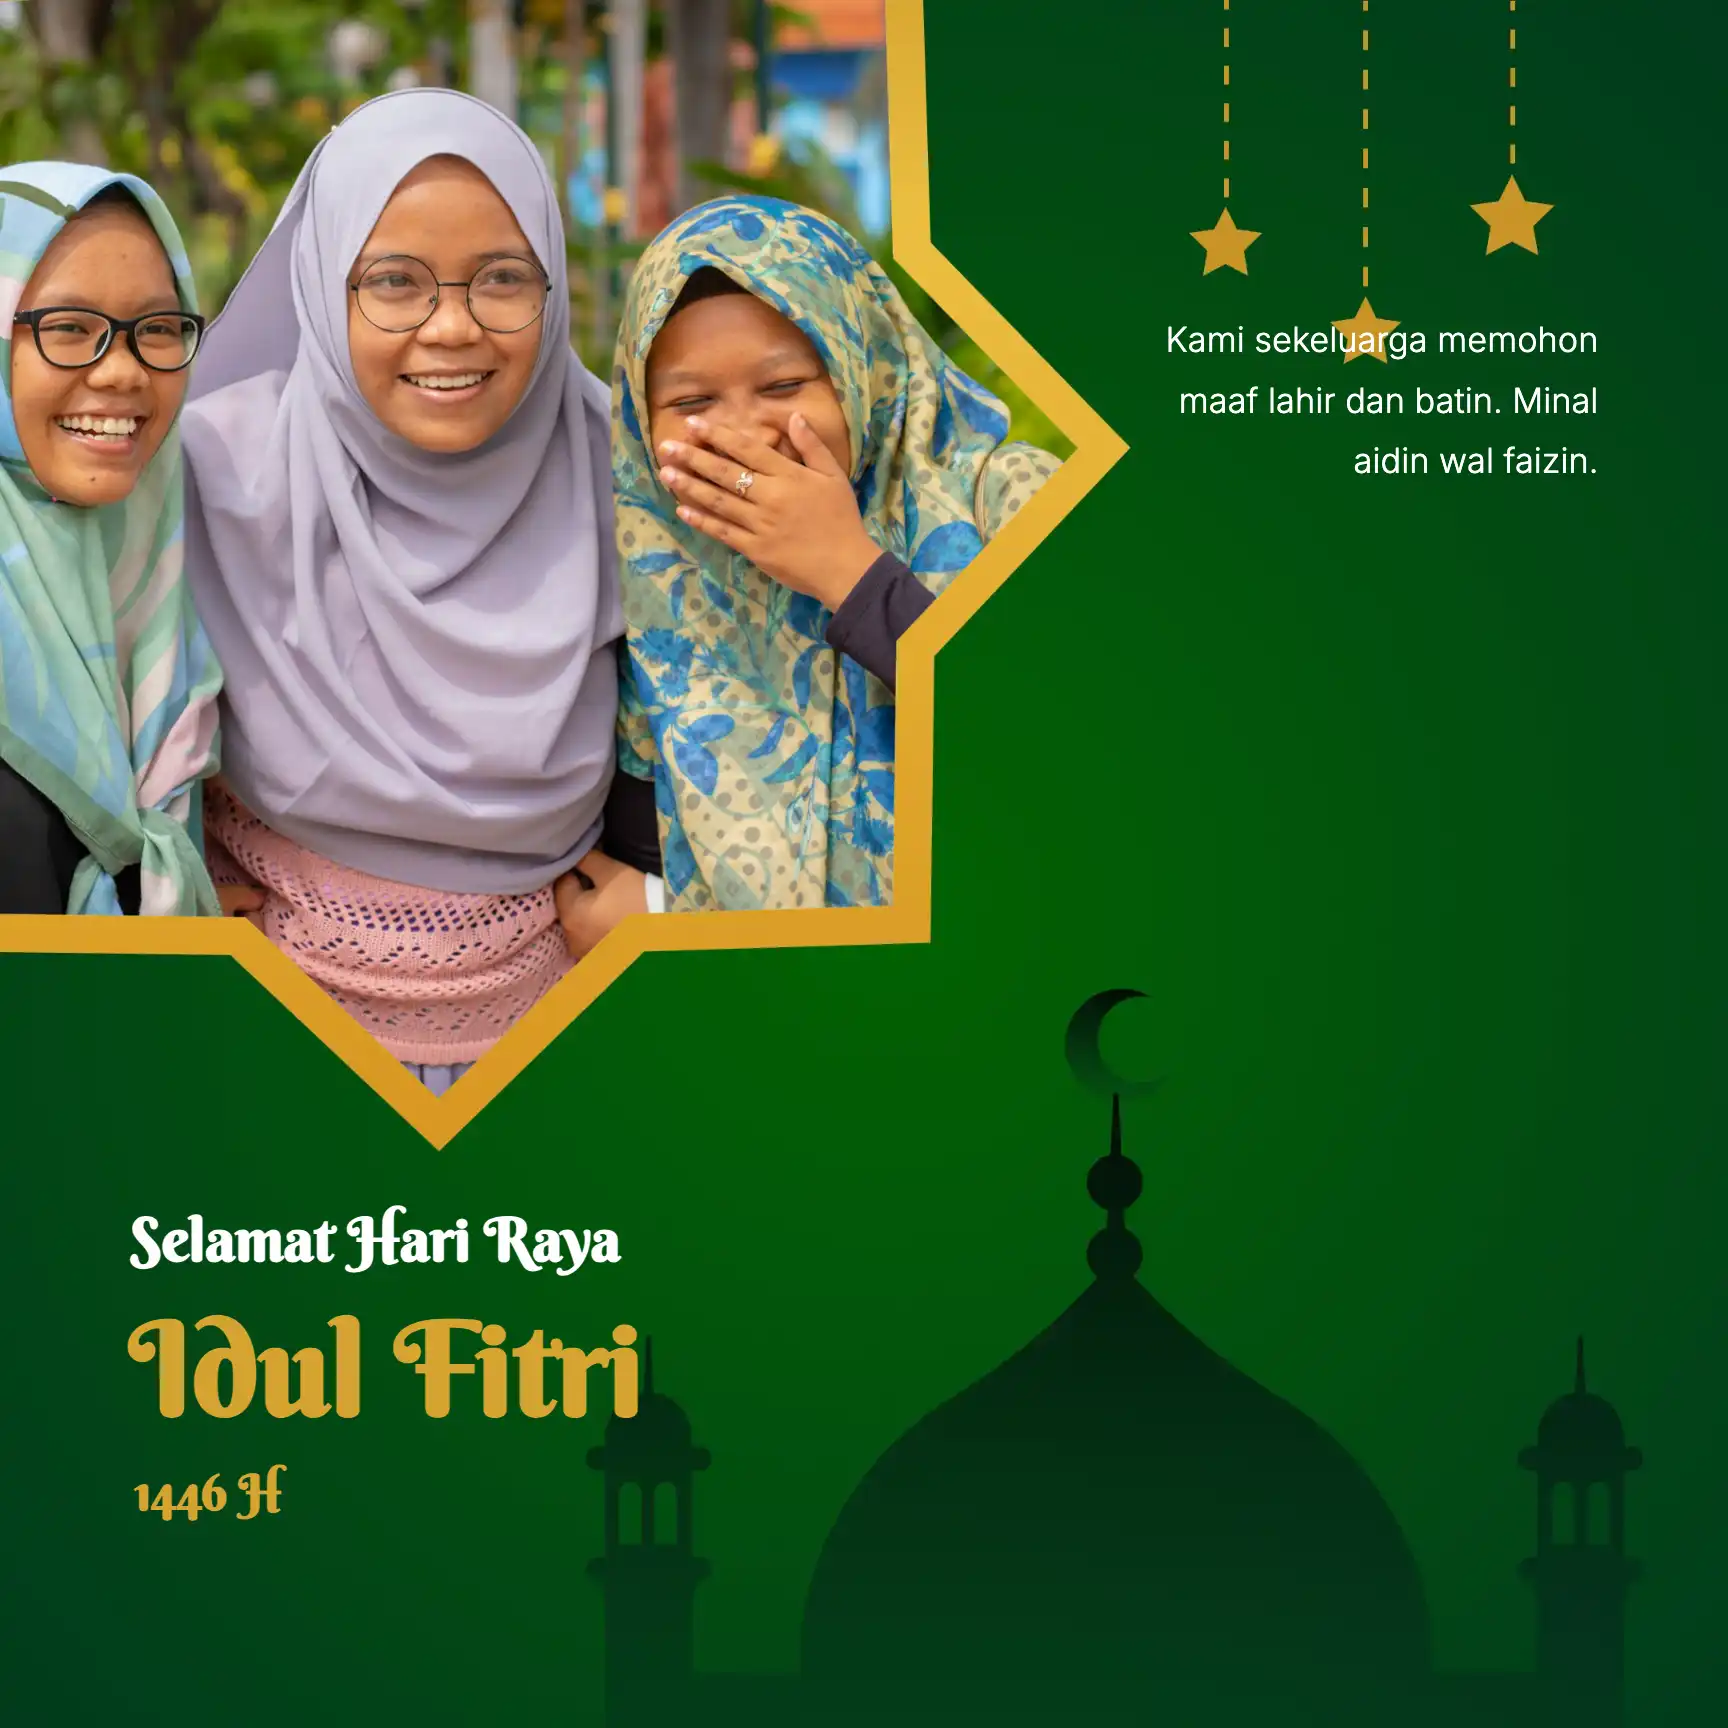 Kami sekeluarga memohon
maaf lahir dan batin. Minal
aidin wal faizin.
Selamat Hari Raya
Idul Fitri
1446 H